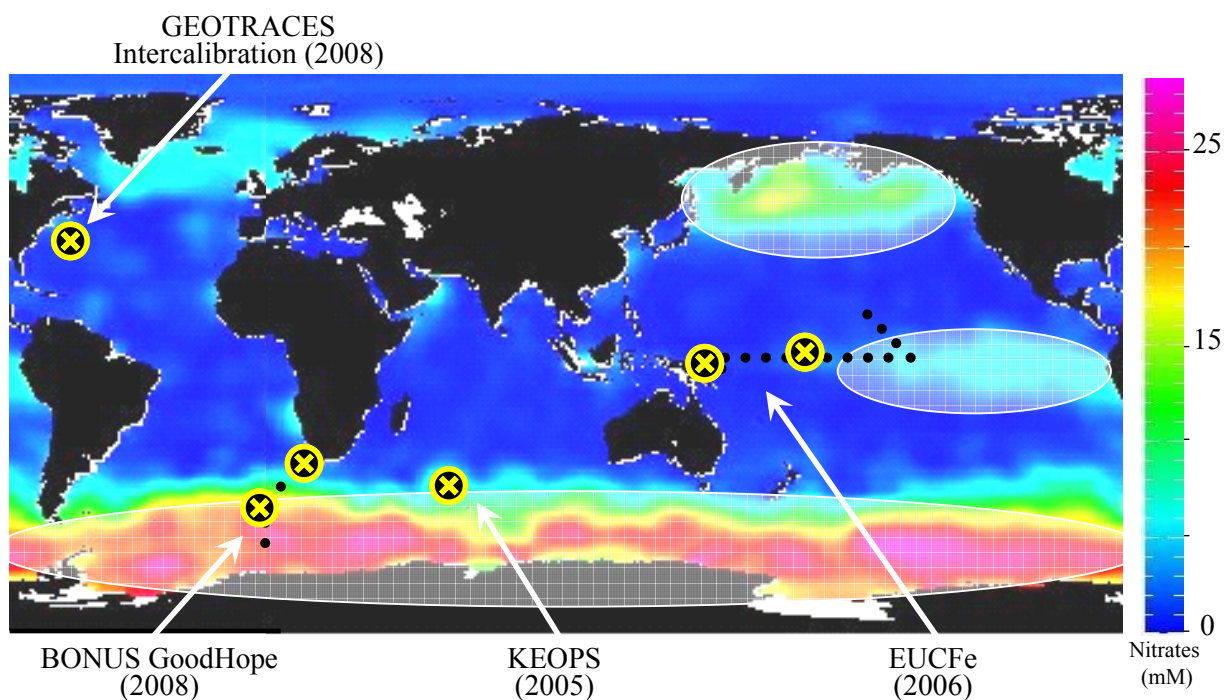 GEOTRACES
Intercalibration (2008)
25
15
0
Nitrates
(mM)
BONUS GoodHope
(2008)
KEOPS
(2005)
EUCFe
(2006)